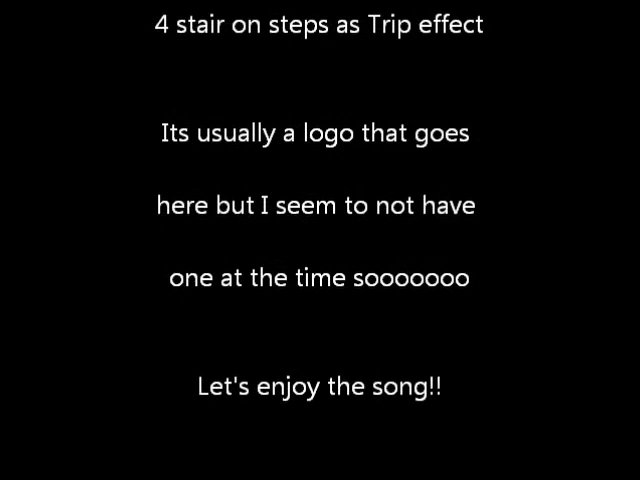 4 stair on steps as Trip effect
Its usually a logo that goes
here but I seem to not have
one at the time sooooooo
Let's enjoy the song!!